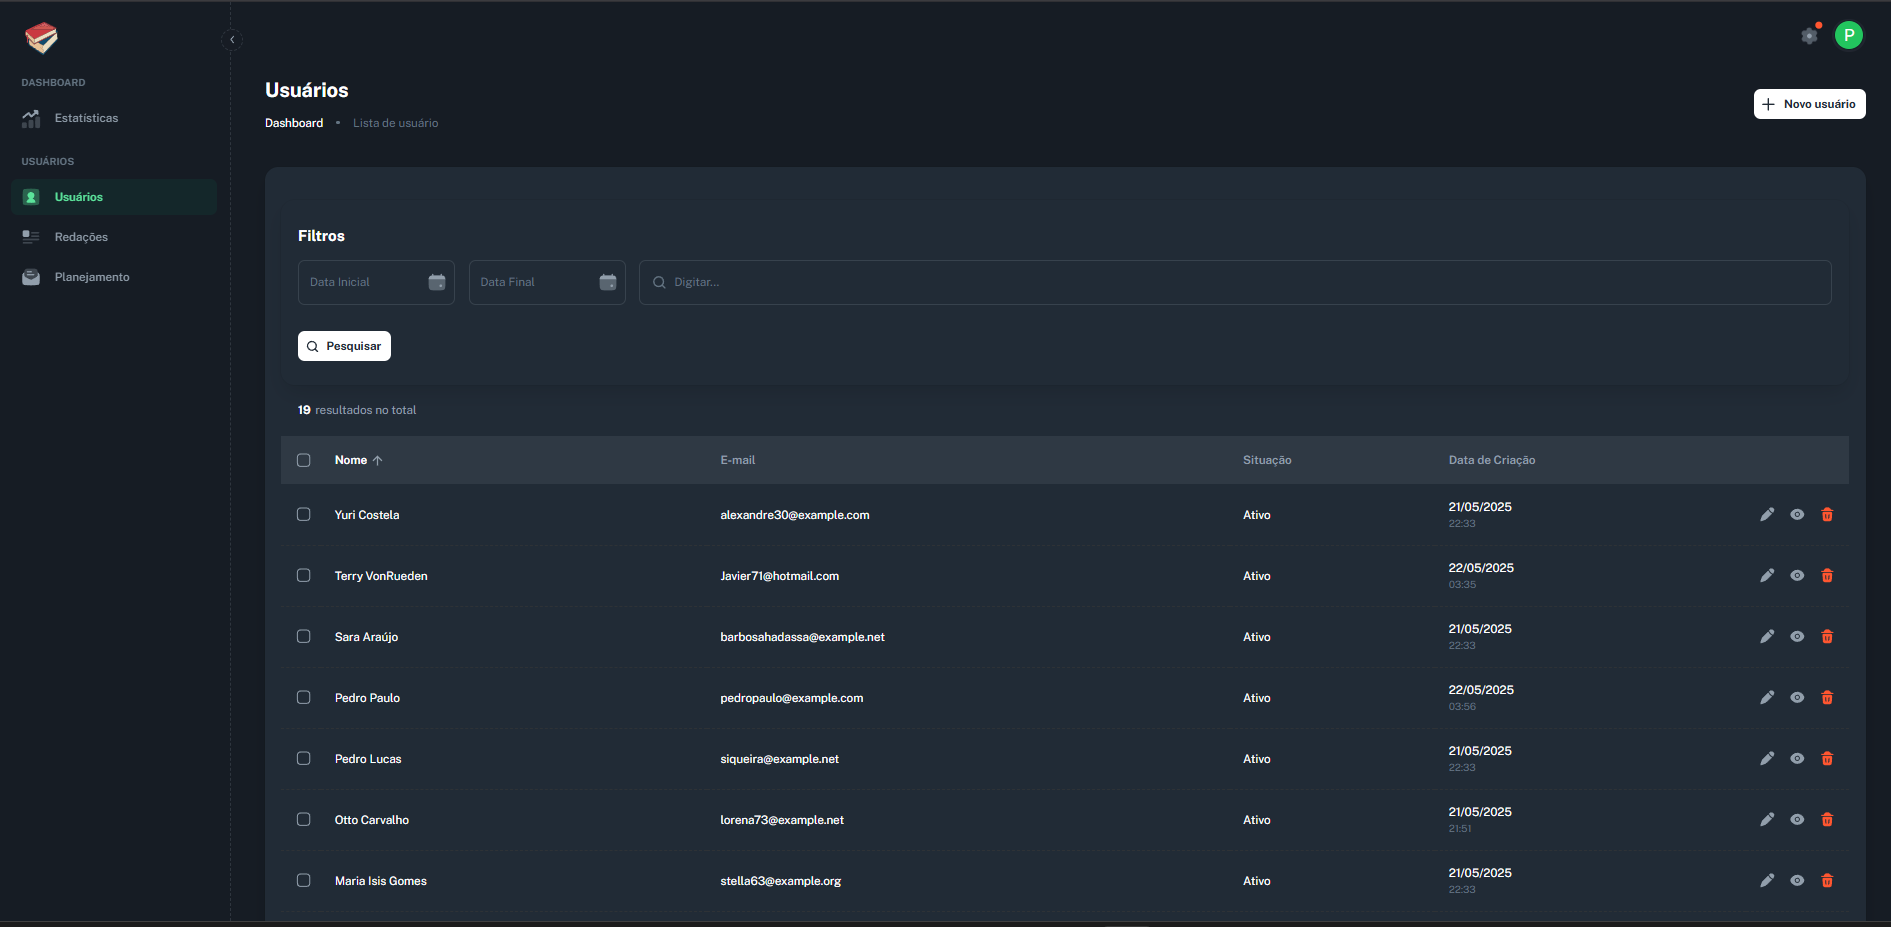 P
DASHBOARD
Estatísticas
USUÁRIOS
Usuários
Redações
Planejamento
Usuários
Dashboard • Lista de usuário
Novo usuário
Filtros
Data Inicial
Data Final
Digitar...
Pesquisar
19 resultados no total
Nome E-mail Situação Data de Criação
Yuri Costela alexandre30@example.com Ativo 21/05/2025
22:33
Terry VonRueden Javier71@hotmail.com Ativo 22/05/2025
03:35
Sara Araújo barbosahadassa@example.net Ativo 21/05/2025
22:33
Pedro Paulo pedropaulo@example.com Ativo 22/05/2025
03:56
Pedro Lucas siqueira@example.net Ativo 21/05/2025
22:33
Otto Carvalho lorena73@example.net Ativo 21/05/2025
21:51
Maria Isis Gomes stella63@example.org Ativo 21/05/2025
22:33